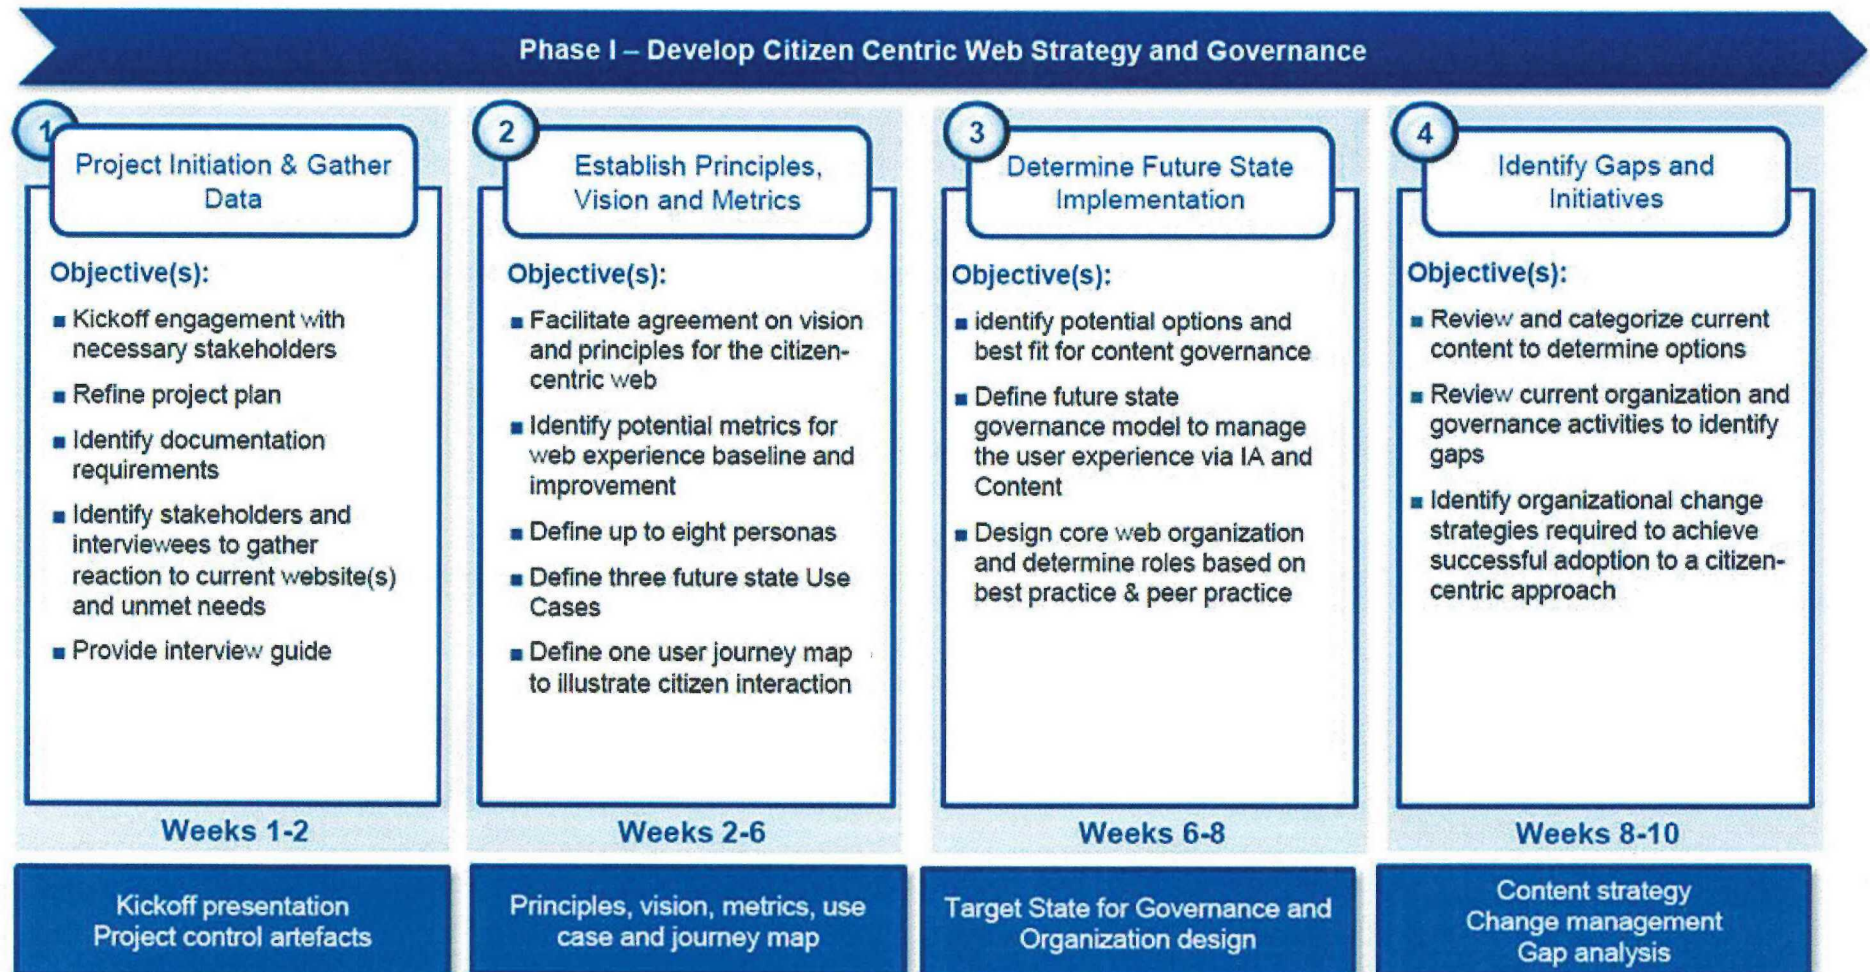 Phase I – Develop Citizen Centric Web Strategy and Governance
1
Project Initiation & Gather
Data
Objective(s):
■ Kickoff engagement with
necessary stakeholders
■ Refine project plan
■ Identify documentation
requirements
■ Identify stakeholders and
interviewees to gather
reaction to current website(s)
and unmet needs
■ Provide interview guide
Weeks 1-2
Kickoff presentation
Project control artefacts
2
Establish Principles,
Vision and Metrics
Objective(s):
■ Facilitate agreement on vision
and principles for the citizen-
centric web
■ Identify potential metrics for
web experience baseline and
improvement
■ Define up to eight personas
■ Define three future state Use
Cases
■ Define one user journey map
to illustrate citizen interaction
Weeks 2-6
Principles, vision, metrics, use
case and journey map
3
Determine Future State
Implementation
Objective(s):
■ identify potential options and
best fit for content governance
■ Define future state
governance model to manage
the user experience via IA and
Content
■ Design core web organization
and determine roles based on
best practice & peer practice
Weeks 6-8
Target State for Governance and
Organization design
4
Identify Gaps and
Initiatives
Objective(s):
■ Review and categorize current
content to determine options
■ Review current organization and
governance activities to identify
gaps
■ Identify organizational change
strategies required to achieve
successful adoption to a citizen-
centric approach
Weeks 8-10
Content strategy
Change management
Gap analysis